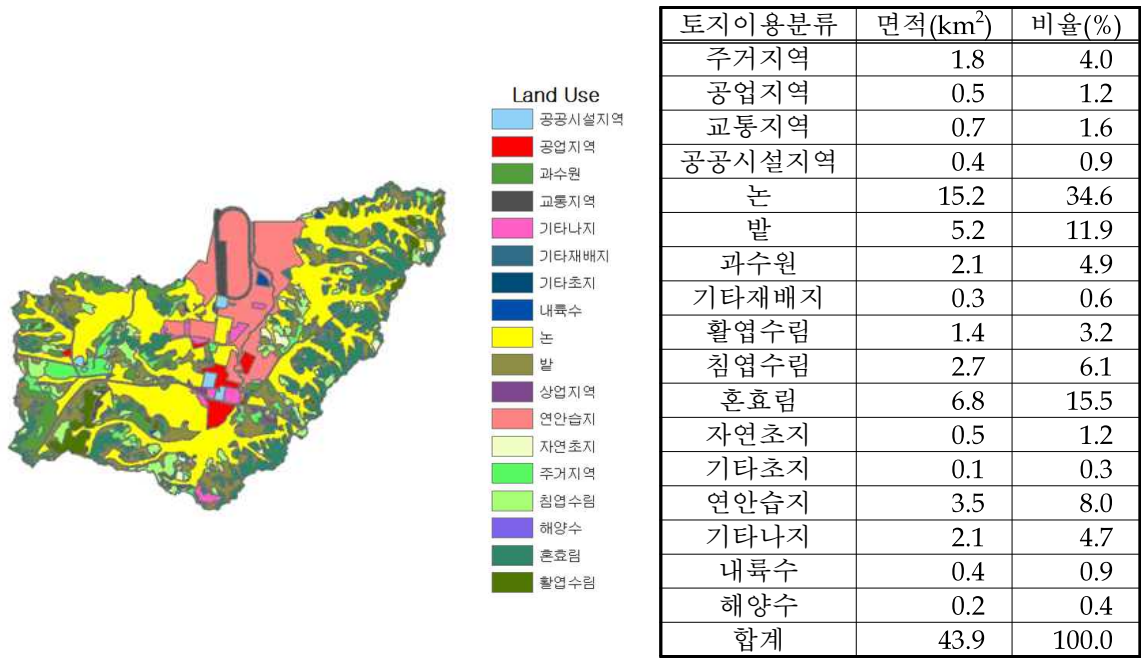 Land Use
공공시설지역
공업지역
과수원
교통지역
기타나지
기타재배지
기타초지
내륙수
논
밭
상업지역
연안습지
자연초지
주거지역
침엽수림
해양수
혼효림
활엽수림
토지이용분류 면적(km²) 비율(%)
주거지역 1.8 4.0
공업지역 0.5 1.2
교통지역 0.7 1.6
공공시설지역 0.4 0.9
논 15.2 34.6
밭 5.2 11.9
과수원 2.1 4.9
기타재배지 0.3 0.6
활엽수림 1.4 3.2
침엽수림 2.7 6.1
혼효림 6.8 15.5
자연초지 0.5 1.2
기타초지 0.1 0.3
연안습지 3.5 8.0
기타나지 2.1 4.7
내륙수 0.4 0.9
해양수 0.2 0.4
합계 43.9 100.0